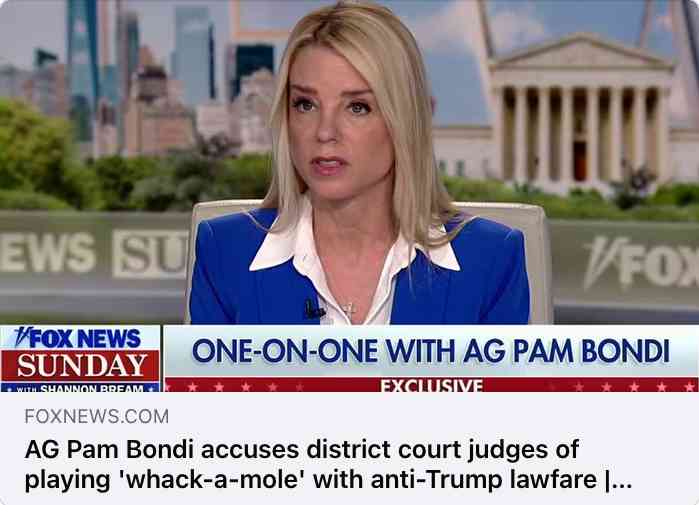 EWS SU
FOX
FOX NEWS
SUNDAY
WITH SHANNON BREAM
ONE-ON-ONE WITH AG PAM BONDI
EXCLUSIVE
FOXNEWS.COM
AG Pam Bondi accuses district court judges of
playing 'whack-a-mole' with anti-Trump lawfare |...